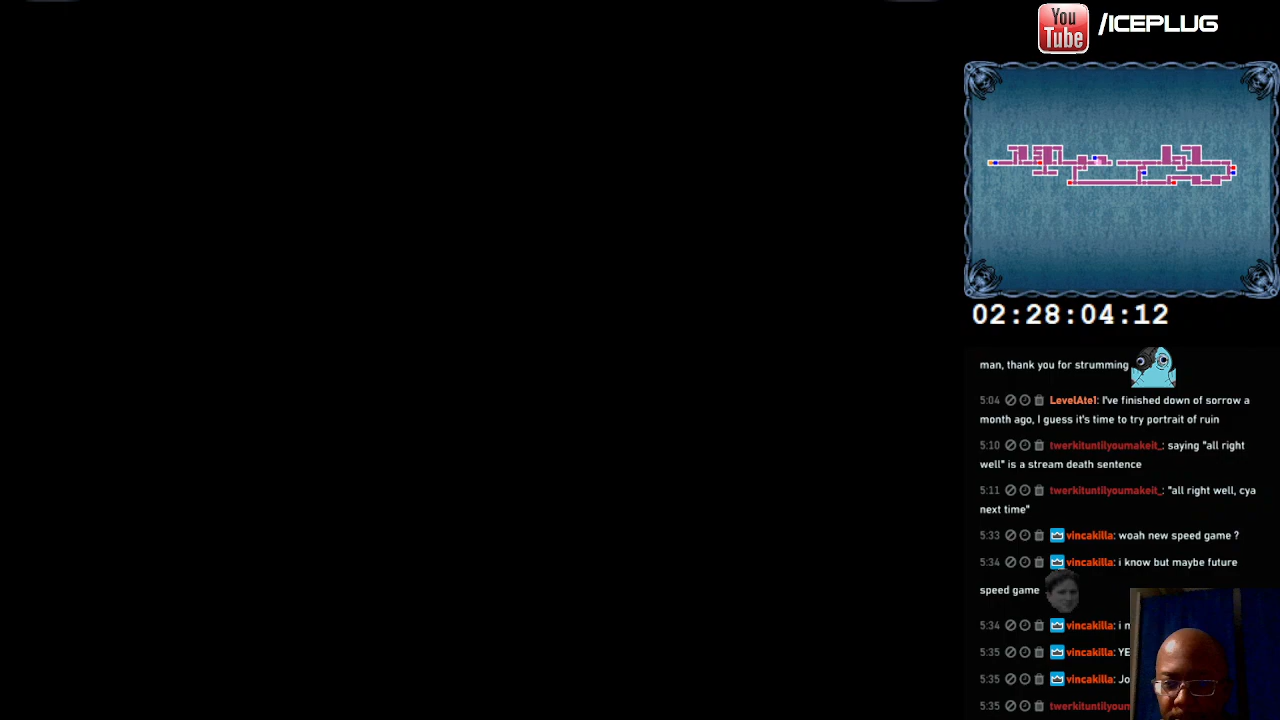 You
Tube
/ICEPLUG
02:28:04:12
man, thank you for strumming
5:04 LevelAte1: I've finished down of sorrow a
month ago, I guess it's time to try portrait of ruin
5:10 twerkituntilyoumakeit_: saying "all right
well" is a stream death sentence
5:11 twerkituntilyoumakeit_: "all right well, cya
next time"
5:33 vincakilla: woah new speed game ?
5:34 vincakilla: i know but maybe future
speed game
5:34 vincakilla: i
5:35 vincakilla: YE
5:35 vincakilla: Jo
5:35